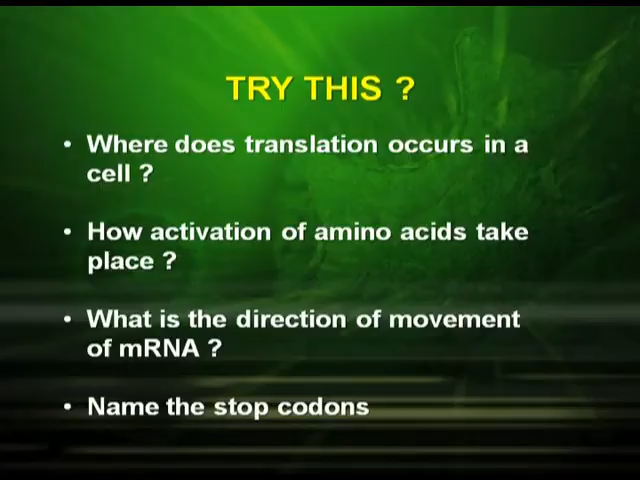 TRY THIS ?
• Where does translation occurs in a
cell ?
• How activation of amino acids take
place ?
• What is the direction of movement
of mRNA ?
• Name the stop codons